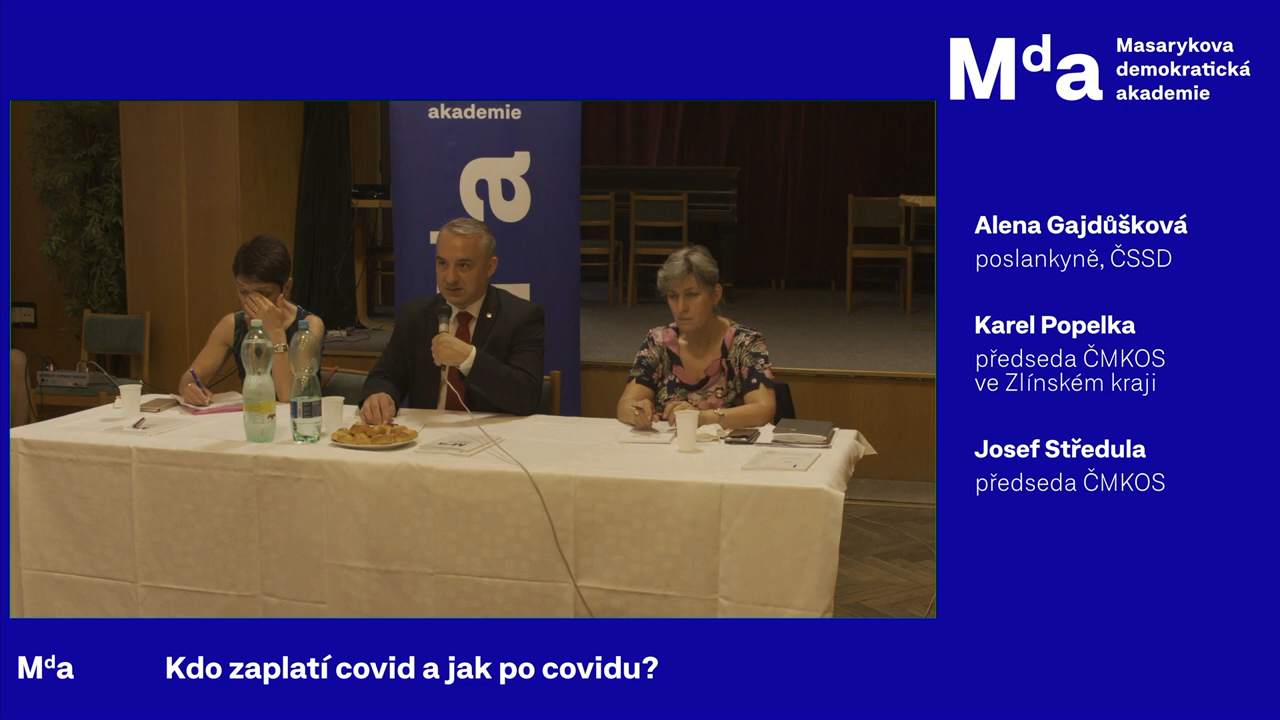 Mda
Masarykova
demokratická
akademie
akademie
a
Alena Gajdůšková
poslankyně, ČSSD
Karel Popelka
předseda ČMKOS
ve Zlínském kraji
Josef Středula
předseda ČMKOS
Mda
Kdo zaplatí covid a jak po covidu?